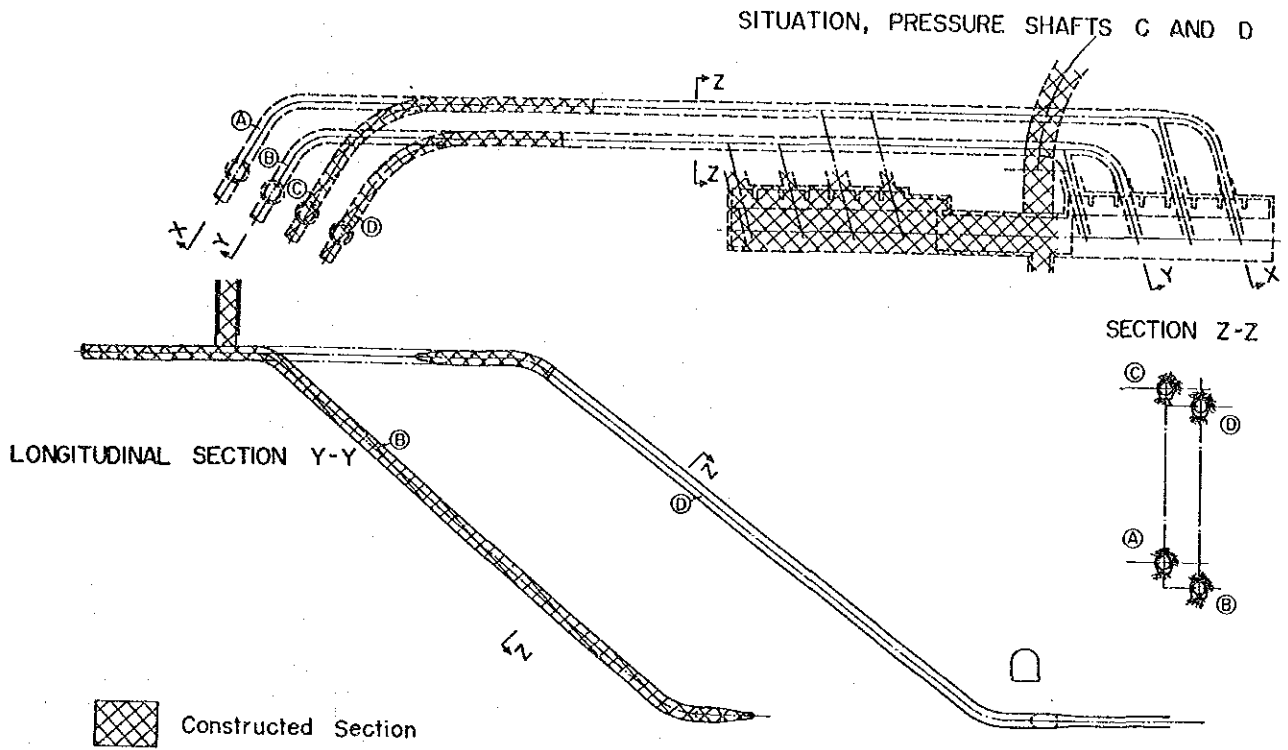 SITUATION, PRESSURE SHAFTS C AND D
Z
A
B
Z
C
D
X
Y
Y
X
SECTION Z-Z
C
D
B
LONGITUDINAL SECTION Y-Y
Z
D
A
B
Z
Constructed Section